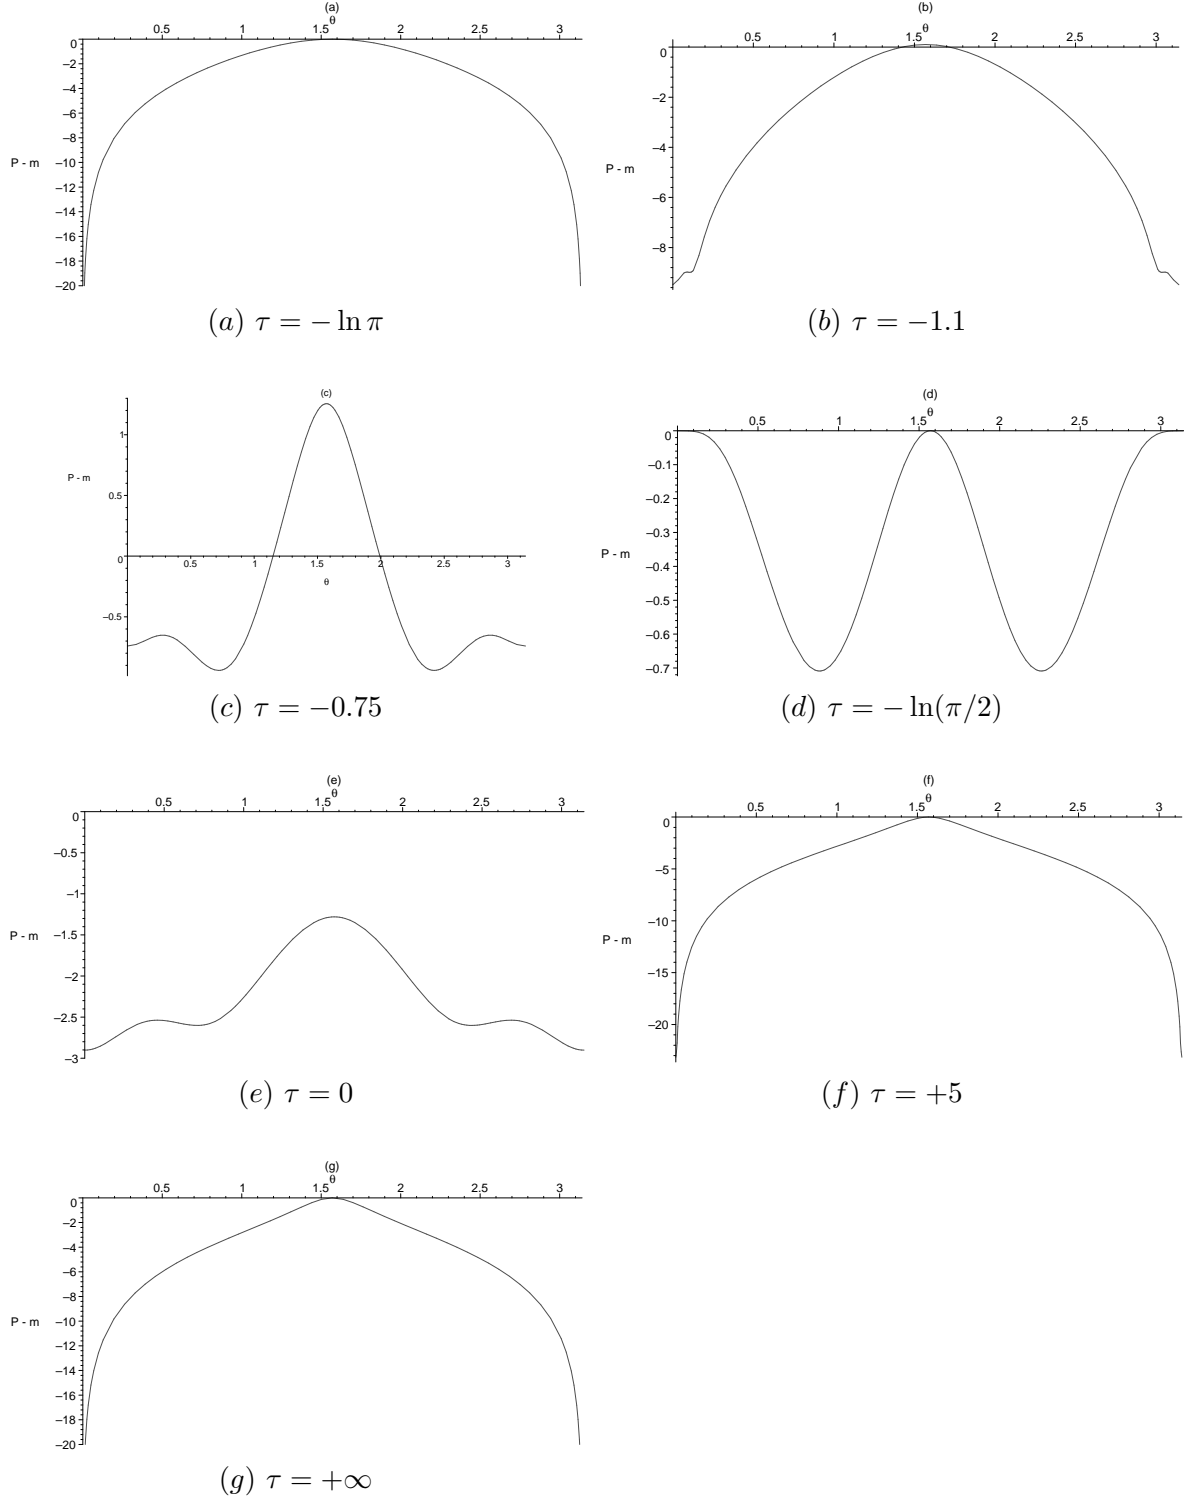 (a)
θ
0.5 1 1.5 2 2.5 3
0
–2
–4
–6
–8
–10
–12
–14
–16
–18
–20
P - m
(a) τ = − ln π
(b)
θ
0.5 1 1.5 2 2.5 3
0
–2
–4
–6
–8
P - m
(b) τ = −1.1
(c)
1
0.5
0
–0.5
P - m
0.5 1 1.5 2 2.5 3
θ
(c) τ = −0.75
(d)
θ
0.5 1 1.5 2 2.5 3
0
–0.1
–0.2
–0.3
–0.4
–0.5
–0.6
–0.7
P - m
(d) τ = − ln(π/2)
(e)
θ
0.5 1 1.5 2 2.5 3
0
–0.5
–1
–1.5
–2
–2.5
–3
P - m
(e) τ = 0
(f)
θ
0.5 1 1.5 2 2.5 3
0
–5
–10
–15
–20
P - m
(f) τ = +5
(g)
θ
0.5 1 1.5 2 2.5 3
0
–2
–4
–6
–8
–10
–12
–14
–16
–18
–20
P - m
(g) τ = +∞